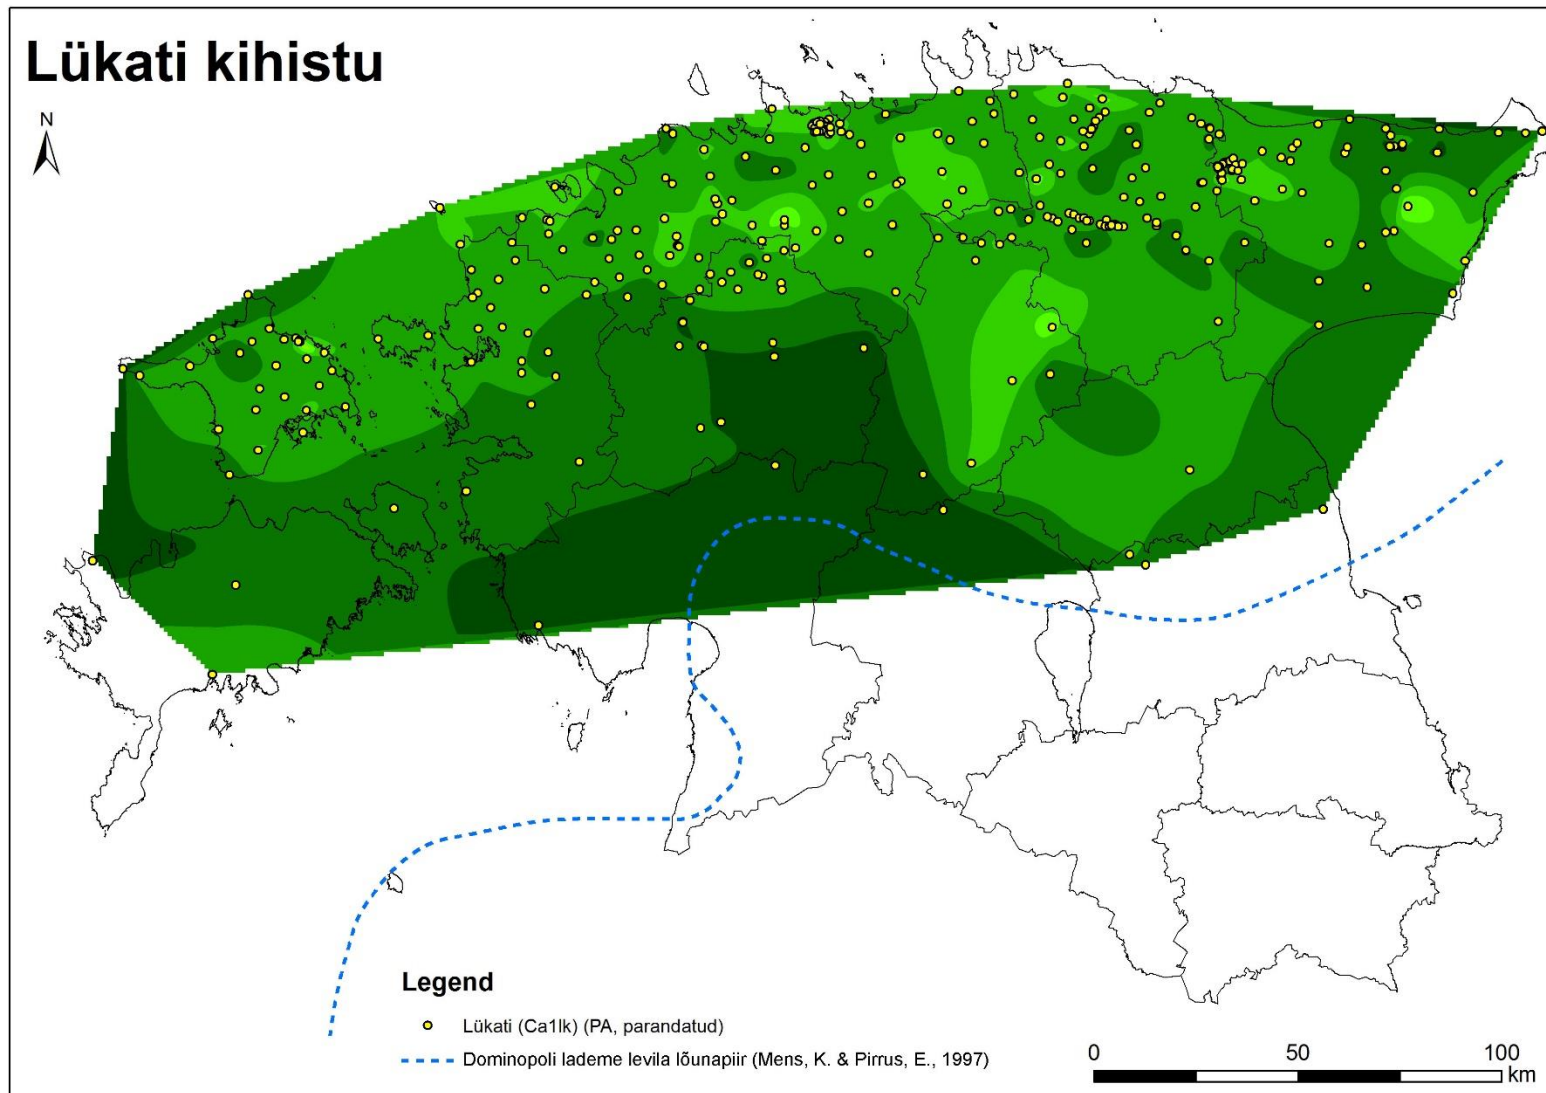 Lükati kihistu
N
Legend
Lükati (Ca1lk) (PA, parandatud)
Dominopoli lademe levila lõunapiir (Mens, K. & Pirrus, E., 1997)
0 50 100
km